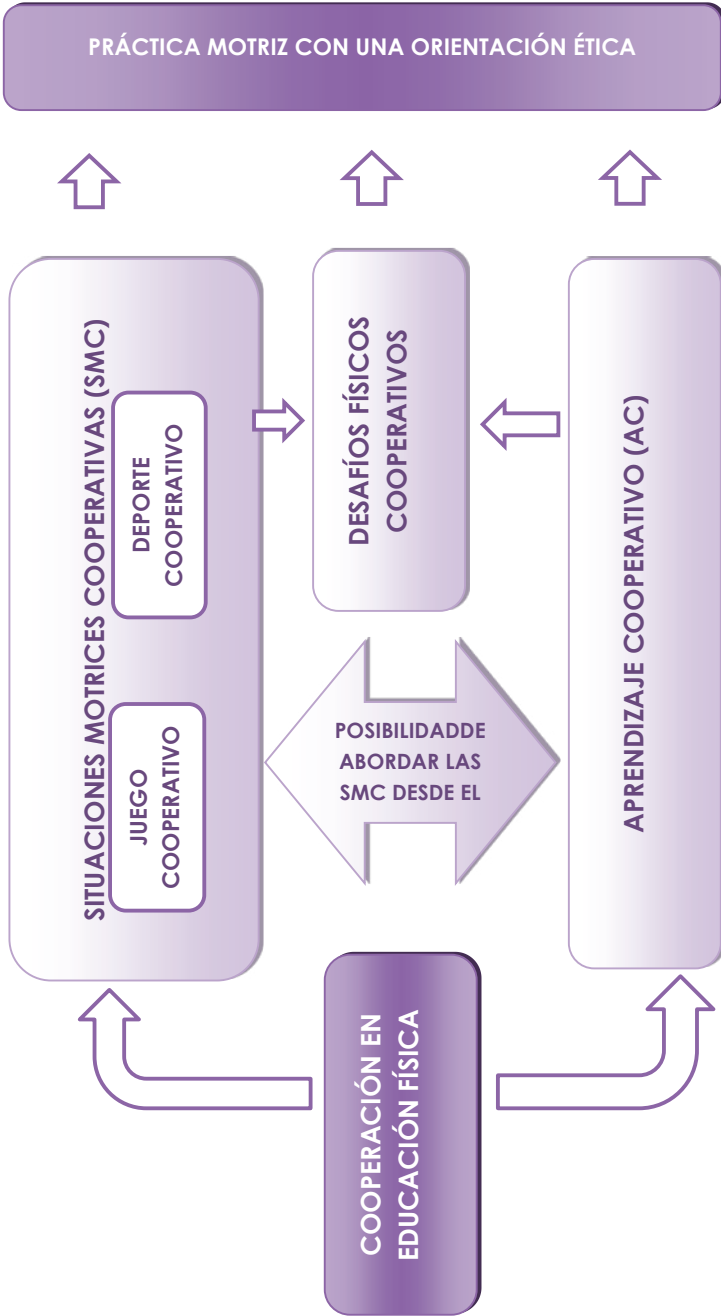 PRÁCTICA MOTRIZ CON UNA ORIENTACIÓN ÉTICA
SITUACIONES MOTRICES COOPERATIVAS (SMC)
JUEGO
COOPERATIVO
DEPORTE
COOPERATIVO
DESAFÍOS FÍSICOS
COOPERATIVOS
POSIBILIDADDE
ABORDAR LAS
SMC DESDE EL
APRENDIZAJE COOPERATIVO (AC)
COOPERACIÓN EN
EDUCACIÓN FÍSICA